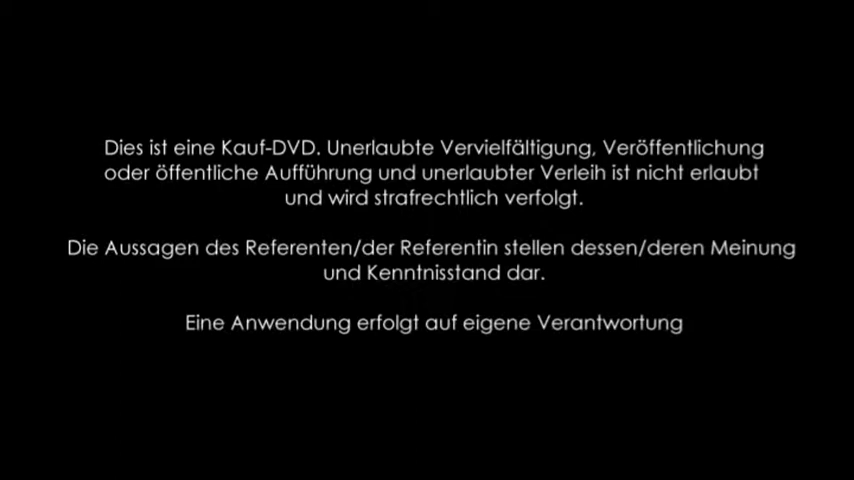 Dies ist eine Kauf-DVD. Unerlaubte Vervielfältigung, Veröffentlichung
oder öffentliche Aufführung und unerlaubter Verleih ist nicht erlaubt
und wird strafrechtlich verfolgt.
Die Aussagen des Referenten/der Referentin stellen dessen/deren Meinung
und Kenntnisstand dar.
Eine Anwendung erfolgt auf eigene Verantwortung